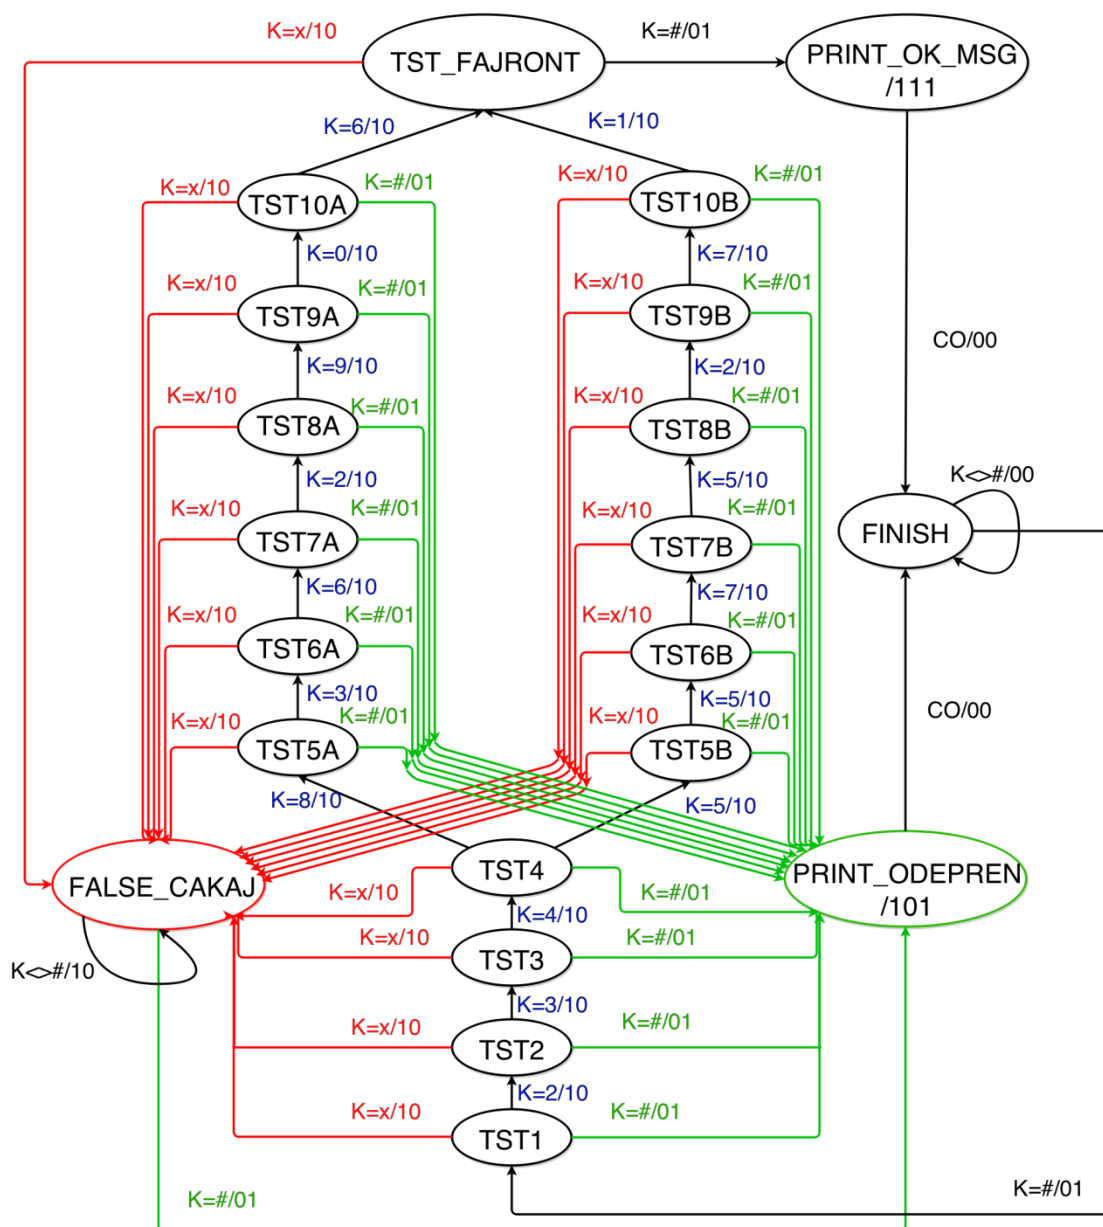 K=x/10
TST_FAJRONT
K=#/01
PRINT_OK_MSG
/111
K=6/10
K=1/10
K=x/10
TST10A
K=#/01
K=x/10
TST10B
K=#/01
K=0/10
K=7/10
K=x/10
TST9A
K=#/01
K=x/10
TST9B
K=#/01
CO/00
K=9/10
K=2/10
K=x/10
TST8A
K=#/01
K=x/10
TST8B
K=#/01
K=2/10
K=5/10
K<>#/00
K=x/10
TST7A
K=#/01
K=x/10
TST7B
K=#/01
FINISH
K=6/10
K=7/10
K=x/10
TST6A
K=#/01
K=x/10
TST6B
K=#/01
K=3/10
K=5/10
K=x/10
TST5A
K=#/01
K=x/10
TST5B
K=#/01
CO/00
K=8/10
K=5/10
FALSE_CAKAJ
K=x/10
TST4
K=#/01
PRINT_ODEPREN
/101
K=4/10
K<>#/10
K=x/10
TST3
K=#/01
K=3/10
K=x/10
TST2
K=#/01
K=2/10
K=x/10
TST1
K=#/01
K=#/01
K=#/01